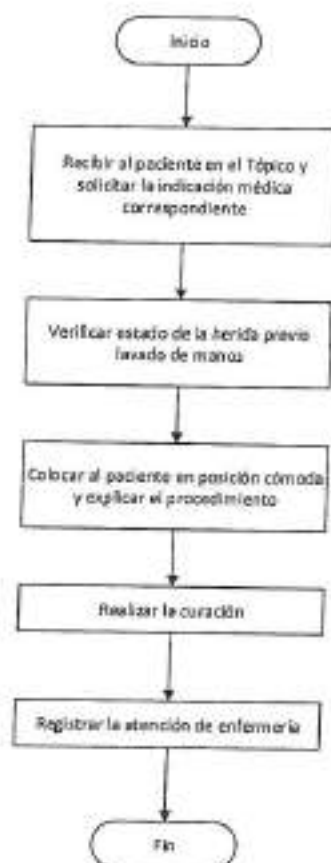 Inicio
Recibir al paciente en el Tópico y
solicitar la indicación médica
correspondiente
Verificar estado de la herida previo
lavado de manos
Colocar al paciente en posición cómoda
y explicar el procedimiento
Realizar la curación
Registrar la atención de enfermería
Fin